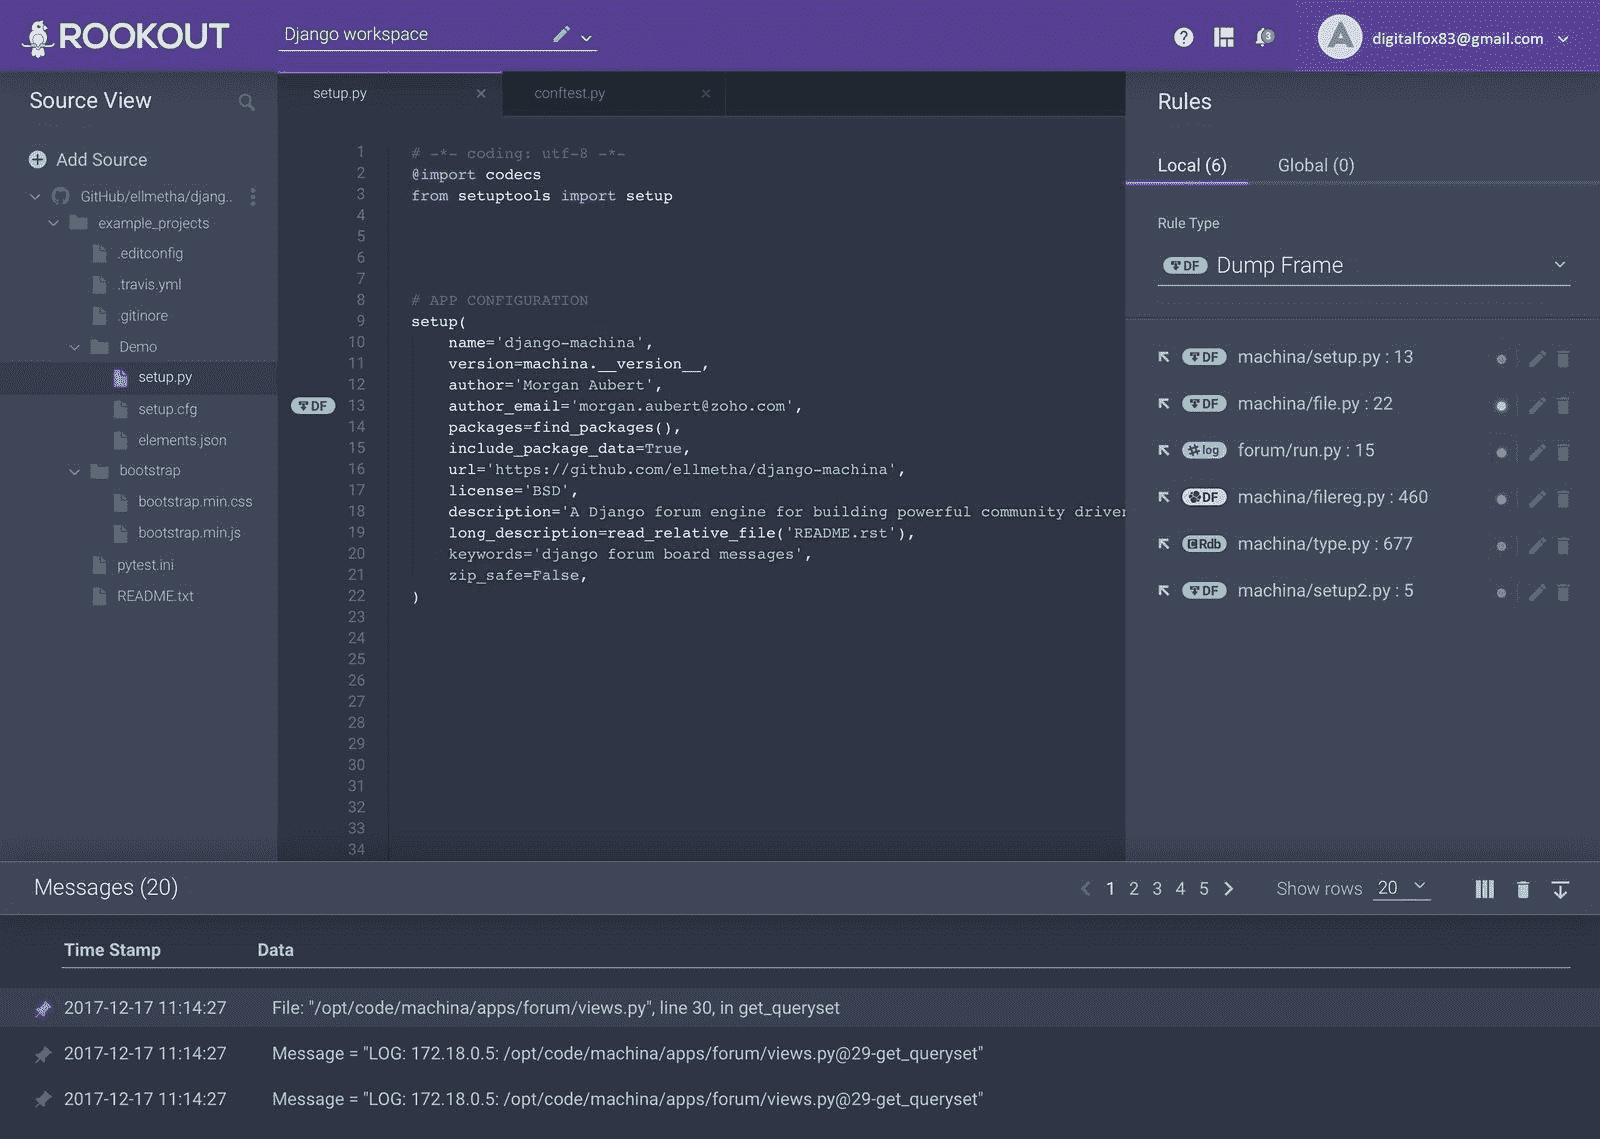 ROOKOUT
Django workspace
3
A
digitalfox83@gmail.com
Source View
Add Source
GitHub/ellmetha/djang..
example_projects
.editconfig
.travis.yml
.gitinore
Demo
setup.py
setup.cfg
elements.json
bootstrap
bootstrap.min.css
bootstrap.min.js
pytest.ini
README.txt
setup.py
conftest.py
1 # -*- coding: utf-8 -*-
2 @import codecs
3 from setuptools import setup
4
5
6
7
8 # APP CONFIGURATION
9 setup(
10 name='django-machina',
11 version=machina.__version__,
12 author='Morgan Aubert',
DF 13 author_email='morgan.aubert@zoho.com',
14 packages=find_packages(),
15 include_package_data=True,
16 url='https://github.com/ellmetha/django-machina',
17 license='BSD',
18 description='A Django forum engine for building powerful community driven
19 long_description=read_relative_file('README.rst'),
20 keywords='django forum board messages',
21 zip_safe=False,
22 )
23
24
25
26
27
28
29
30
31
32
33
34
Rules
Local (6) Global (0)
Rule Type
DF Dump Frame
DF machina/setup.py : 13
DF machina/file.py : 22
log forum/run.py : 15
DF machina/filereg.py : 460
Rdb machina/type.py : 677
DF machina/setup2.py : 5
Messages (20)
1 2 3 4 5
Show rows 20
Time Stamp Data
2017-12-17 11:14:27 File: "/opt/code/machina/apps/forum/views.py", line 30, in get_queryset
2017-12-17 11:14:27 Message = "LOG: 172.18.0.5: /opt/code/machina/apps/forum/views.py@29-get_queryset"
2017-12-17 11:14:27 Message = "LOG: 172.18.0.5: /opt/code/machina/apps/forum/views.py@29-get_queryset"